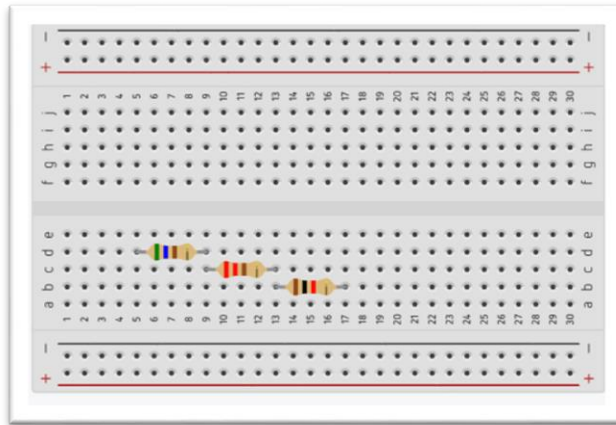 − −
+ +
1 2 3 4 5 6 7 8 9 10 11 12 13 14 15 16 17 18 19 20 21 22 23 24 25 26 27 28 29 30
j j
i i
h h
g g
f f
e e
d d
c c
b b
a a
1 2 3 4 5 6 7 8 9 10 11 12 13 14 15 16 17 18 19 20 21 22 23 24 25 26 27 28 29 30
− −
+ +